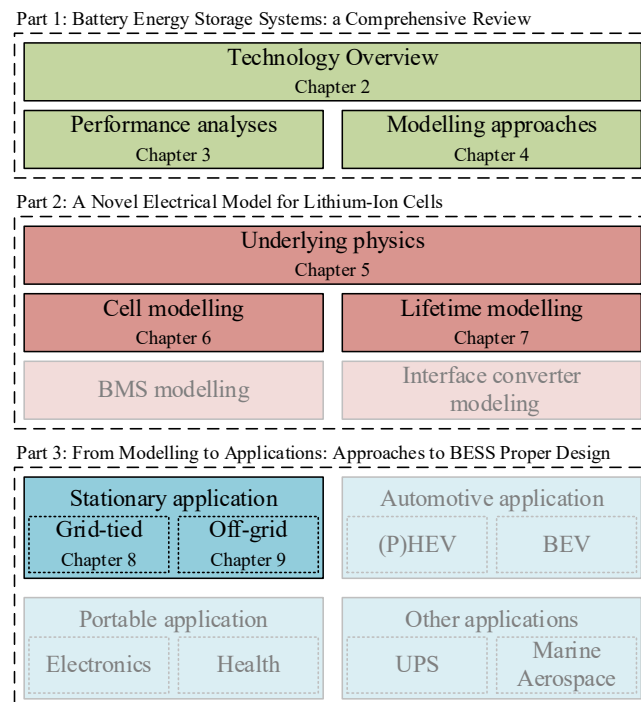 Part 1: Battery Energy Storage Systems: a Comprehensive Review
Technology Overview
Chapter 2
Performance analyses
Chapter 3
Modelling approaches
Chapter 4
Part 2: A Novel Electrical Model for Lithium-Ion Cells
Underlying physics
Chapter 5
Cell modelling
Chapter 6
Lifetime modelling
Chapter 7
BMS modelling
Interface converter
modeling
Part 3: From Modelling to Applications: Approaches to BESS Proper Design
Stationary application
Grid-tied
Chapter 8
Off-grid
Chapter 9
Automotive application
(P)HEV
BEV
Portable application
Electronics
Health
Other applications
UPS
Marine
Aerospace